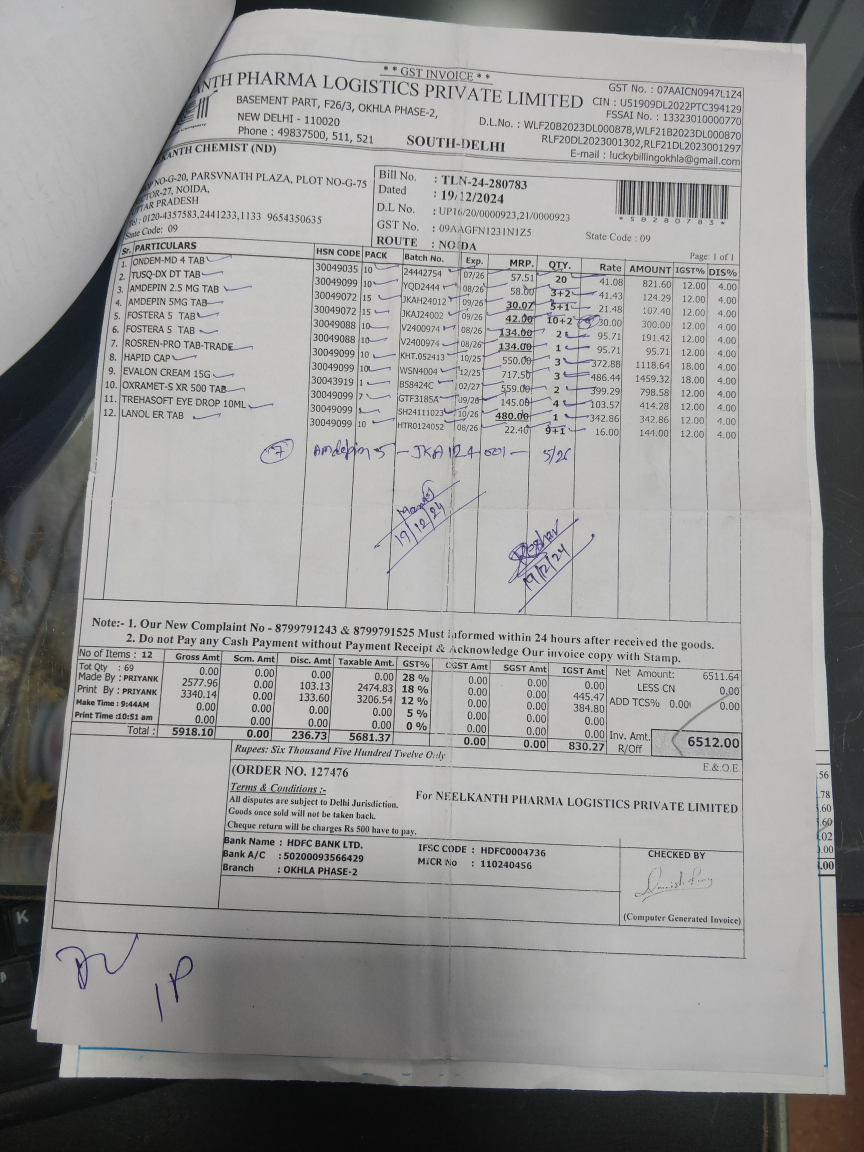 **GST INVOICE**
ANTH PHARMA LOGISTICS PRIVATE LIMITED
BASEMENT PART, F26/3, OKHLA PHASE-2,
NEW DELHI - 110020
Phone : 49837500, 511, 521
SOUTH-DELHI
GST No. : 07AAICN0947L1Z4
CIN : U51909DL2022PTC394129
FSSAI No. : 13323010000770
D.L.No. : WLF20B2023DL000878,WLF21B2023DL000870
RLF20DL2023001302,RLF21DL2023001297
E-mail : luckybillingokhla@gmail.com
KANTH CHEMIST (ND)
OP NO-G-20, PARSVNATH PLAZA, PLOT NO-G-75
CTOR-27, NOIDA,
TTAR PRADESH
Tel : 0120-4357583,2441233,1133 9654350635
State Code: 09
Bill No. : TLN-24-280783
Dated : 19/12/2024
D.L No. : UP16/20/0000923,21/0000923
GST No. : 09AAGFN1231N1Z5
ROUTE : NOIDA
*58280783*
State Code : 09
Page: 1 of 1
Sr. PARTICULARS HSN CODE PACK Batch No. Exp. MRP. QTY. Rate AMOUNT IGST% DIS%
1. ONDEM-MD 4 TAB 30049035 10 24442754 07/26 57.51 20 41.08 821.60 12.00 4.00
2. TUSQ-DX DT TAB 30049099 10 YQD2444 08/26 58.00 3+2 41.43 124.29 12.00 4.00
3. AMDEPIN 2.5 MG TAB 30049072 15 JKAH24012 09/26 30.07 5+1 21.48 107.40 12.00 4.00
4. AMDEPIN 5MG TAB 30049072 15 JKAJ24002 09/26 42.00 10+2 30.00 300.00 12.00 4.00
5. FOSTERA 5 TAB 30049088 10 V2400974 08/26 134.00 2 95.71 191.42 12.00 4.00
6. FOSTERA 5 TAB 30049088 10 V2400974 08/26 134.00 1 95.71 95.71 12.00 4.00
7. ROSREN-PRO TAB-TRADE 30049099 10 KHT.052413 10/25 550.00 3 372.88 1118.64 18.00 4.00
8. HAPID CAP 30049099 10 WSN4004 12/25 717.50 3 486.44 1459.32 18.00 4.00
9. EVALON CREAM 15G 30043919 1 B58424C 02/27 559.00 2 399.29 798.58 12.00 4.00
10. OXRAMET-S XR 500 TAB 30049099 7 GTF3185A 09/26 145.00 4 103.57 414.28 12.00 4.00
11. TREHASOFT EYE DROP 10ML 30049099 SH24111023 10/26 480.00 1 342.86 342.86 12.00 4.00
12. LANOL ER TAB 30049099 10 HTR0124052 08/26 22.40 9+1 16.00 144.00 12.00 4.00
7 Amdepin 5 - JKA124001 - 5/26
19/12/24
19/12/24
Note:- 1. Our New Complaint No - 8799791243 & 8799791525 Must informed within 24 hours after received the goods.
2. Do not Pay any Cash Payment without Payment Receipt & Acknowledge Our invoice copy with Stamp.
No of Items : 12
Tot Qty : 69
Made By : PRIYANK
Print By : PRIYANK
Make Time : 9:44AM
Print Time :10:51 am
Gross Amt Scm. Amt Disc. Amt Taxable Amt. GST% CGST Amt SGST Amt IGST Amt
0.00 0.00 0.00 0.00 28 % 0.00 0.00 0.00
2577.96 0.00 103.13 2474.83 18 % 0.00 0.00 445.47
3340.14 0.00 133.60 3206.54 12 % 0.00 0.00 384.80
0.00 0.00 0.00 0.00 5 % 0.00 0.00 0.00
0.00 0.00 0.00 0.00 0 % 0.00 0.00 0.00
Total : 5918.10 0.00 236.73 5681.37 0.00 0.00 830.27
Net Amount: 6511.64
LESS CN 0.00
ADD TCS% 0.00 0.00
Inv. Amt. R/Off 6512.00
E.& O.E
Rupees: Six Thousand Five Hundred Twelve Only
(ORDER NO. 127476
Terms & Conditions :-
All disputes are subject to Delhi Jurisdiction.
Goods once sold will not be taken back.
Cheque return will be charges Rs 500 have to pay.
For NEELKANTH PHARMA LOGISTICS PRIVATE LIMITED
Bank Name : HDFC BANK LTD.
Bank A/C : 50200093566429
Branch : OKHLA PHASE-2
IFSC CODE : HDFC0004736
MICR No : 110240456
CHECKED BY
(Computer Generated Invoice)
1P
.56
.78
.60
.60
.02
0.00
.00
K